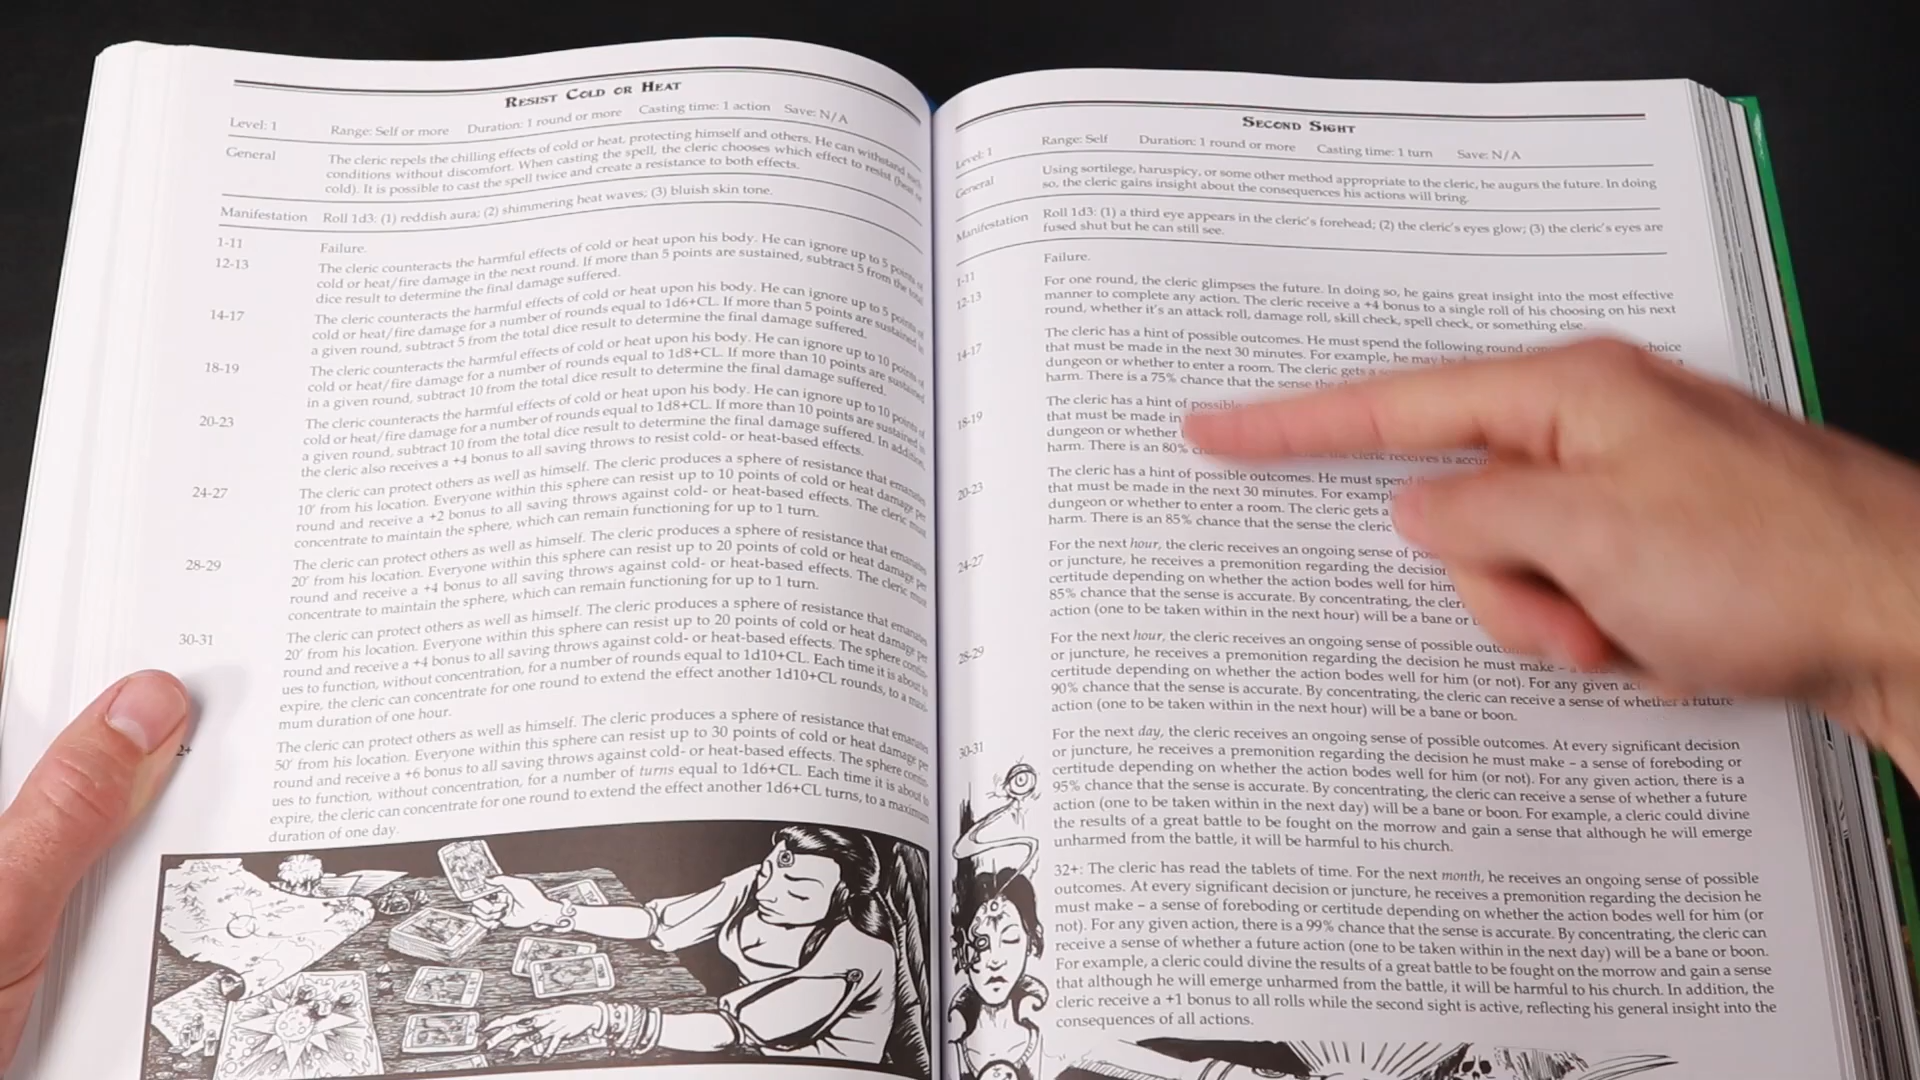 RESIST COLD OR HEAT
Level: 1 Range: Self or more Duration: 1 round or more Casting time: 1 action Save: N/A
General The cleric repels the chilling effects of cold or heat, protecting himself and others. He can withstand such
conditions without discomfort. When casting the spell, the cleric chooses which effect to resist (heat or
cold). It is possible to cast the spell twice and create a resistance to both effects.
Manifestation Roll 1d3: (1) reddish aura; (2) shimmering heat waves; (3) bluish skin tone.
1-11 Failure.
12-13 The cleric counteracts the harmful effects of cold or heat upon his body. He can ignore up to 5 points of
cold or heat/fire damage in the next round. If more than 5 points are sustained, subtract 5 from the total
dice result to determine the final damage suffered.
14-17 The cleric counteracts the harmful effects of cold or heat upon his body. He can ignore up to 5 points of
cold or heat/fire damage for a number of rounds equal to 1d6+CL. If more than 5 points are sustained in
a given round, subtract 5 from the total dice result to determine the final damage suffered.
18-19 The cleric counteracts the harmful effects of cold or heat upon his body. He can ignore up to 10 points of
cold or heat/fire damage for a number of rounds equal to 1d8+CL. If more than 10 points are sustained
in a given round, subtract 10 from the total dice result to determine the final damage suffered.
20-23 The cleric counteracts the harmful effects of cold or heat upon his body. He can ignore up to 10 points of
cold or heat/fire damage for a number of rounds equal to 1d8+CL. If more than 10 points are sustained in
a given round, subtract 10 from the total dice result to determine the final damage suffered. In addition,
the cleric also receives a +4 bonus to all saving throws to resist cold- or heat-based effects.
24-27 The cleric can protect others as well as himself. The cleric produces a sphere of resistance that emanates
10' from his location. Everyone within this sphere can resist up to 10 points of cold or heat damage per
round and receive a +2 bonus to all saving throws against cold- or heat-based effects. The cleric must
concentrate to maintain the sphere, which can remain functioning for up to 1 turn.
28-29 The cleric can protect others as well as himself. The cleric produces a sphere of resistance that emanates
20' from his location. Everyone within this sphere can resist up to 20 points of cold or heat damage per
round and receive a +4 bonus to all saving throws against cold- or heat-based effects. The cleric must
concentrate to maintain the sphere, which can remain functioning for up to 1 turn.
30-31 The cleric can protect others as well as himself. The cleric produces a sphere of resistance that emanates
20' from his location. Everyone within this sphere can resist up to 20 points of cold or heat damage per
round and receive a +4 bonus to all saving throws against cold- or heat-based effects. The sphere contin-
ues to function, without concentration, for a number of rounds equal to 1d10+CL. Each time it is about to
expire, the cleric can concentrate for one round to extend the effect another 1d10+CL rounds, to a maxi-
mum duration of one hour.
2+ The cleric can protect others as well as himself. The cleric produces a sphere of resistance that emanates
50' from his location. Everyone within this sphere can resist up to 30 points of cold or heat damage per
round and receive a +6 bonus to all saving throws against cold- or heat-based effects. The sphere contin-
ues to function, without concentration, for a number of turns equal to 1d6+CL. Each time it is about to
expire, the cleric can concentrate for one round to extend the effect another 1d6+CL turns, to a maximum
duration of one day.
SECOND SIGHT
Level: 1 Range: Self Duration: 1 round or more Casting time: 1 turn Save: N/A
General Using sortilege, haruspicy, or some other method appropriate to the cleric, he augurs the future. In doing
so, the cleric gains insight about the consequences his actions will bring.
Manifestation Roll 1d3: (1) a third eye appears in the cleric's forehead; (2) the cleric's eyes glow; (3) the cleric's eyes are
fused shut but he can still see.
1-11 Failure.
12-13 For one round, the cleric glimpses the future. In doing so, he gains great insight into the most effective
manner to complete any action. The cleric receive a +4 bonus to a single roll of his choosing on his next
round, whether it's an attack roll, damage roll, skill check, spell check, or something else.
14-17 The cleric has a hint of possible outcomes. He must spend the following round choice
that must be made in the next 30 minutes. For example, he may
dungeon or whether to enter a room. The cleric gets a
harm. There is a 75% chance that the sense the
18-19 The cleric has a hint of possible
that must be made in
dungeon or whether
harm. There is an 80% the cleric receives is
20-23 The cleric has a hint of possible outcomes. He must spend
that must be made in the next 30 minutes. For example
dungeon or whether to enter a room. The cleric gets a
harm. There is an 85% chance that the sense the cleric
24-27 For the next hour, the cleric receives an ongoing sense of
or juncture, he receives a premonition regarding the
certitude depending on whether the action bodes well for him
85% chance that the sense is accurate. By concentrating, the
action (one to be taken within in the next hour) will be a bane or
28-29 For the next hour, the cleric receives an ongoing sense of possible
or juncture, he receives a premonition regarding the decision he must make –
certitude depending on whether the action bodes well for him (or not). For any given
90% chance that the sense is accurate. By concentrating, the cleric can receive a sense of whether a future
action (one to be taken within in the next hour) will be a bane or boon.
30-31 For the next day, the cleric receives an ongoing sense of possible outcomes. At every significant decision
or juncture, he receives a premonition regarding the decision he must make – a sense of foreboding or
certitude depending on whether the action bodes well for him (or not). For any given action, there is a
95% chance that the sense is accurate. By concentrating, the cleric can receive a sense of whether a future
action (one to be taken within in the next day) will be a bane or boon. For example, a cleric could divine
the results of a great battle to be fought on the morrow and gain a sense that although he will emerge
unharmed from the battle, it will be harmful to his church.
32+: The cleric has read the tablets of time. For the next month, he receives an ongoing sense of possible
outcomes. At every significant decision or juncture, he receives a premonition regarding the decision he
must make – a sense of foreboding or certitude depending on whether the action bodes well for him (or
not). For any given action, there is a 99% chance that the sense is accurate. By concentrating, the cleric can
receive a sense of whether a future action (one to be taken within in the next day) will be a bane or boon.
For example, a cleric could divine the results of a great battle to be fought on the morrow and gain a sense
that although he will emerge unharmed from the battle, it will be harmful to his church. In addition, the
cleric receive a +1 bonus to all rolls while the second sight is active, reflecting his general insight into the
consequences of all actions.